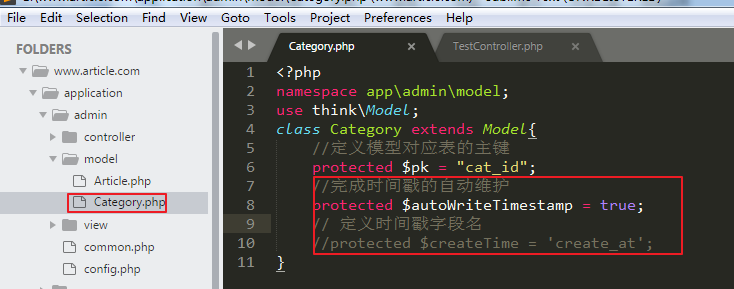 File Edit Selection Find View Goto Tools Project Preferences Help
FOLDERS
www.article.com
application
admin
controller
model
Article.php
Category.php
view
common.php
config.php
Category.php × TestController.php ×
1 <?php
2 namespace app\admin\model;
3 use think\Model;
4 class Category extends Model{
5 //定义模型对应表的主键
6 protected $pk = "cat_id";
7 //完成时间戳的自动维护
8 protected $autoWriteTimestamp = true;
9 // 定义时间戳字段名
10 //protected $createTime = 'create_at';
11 }